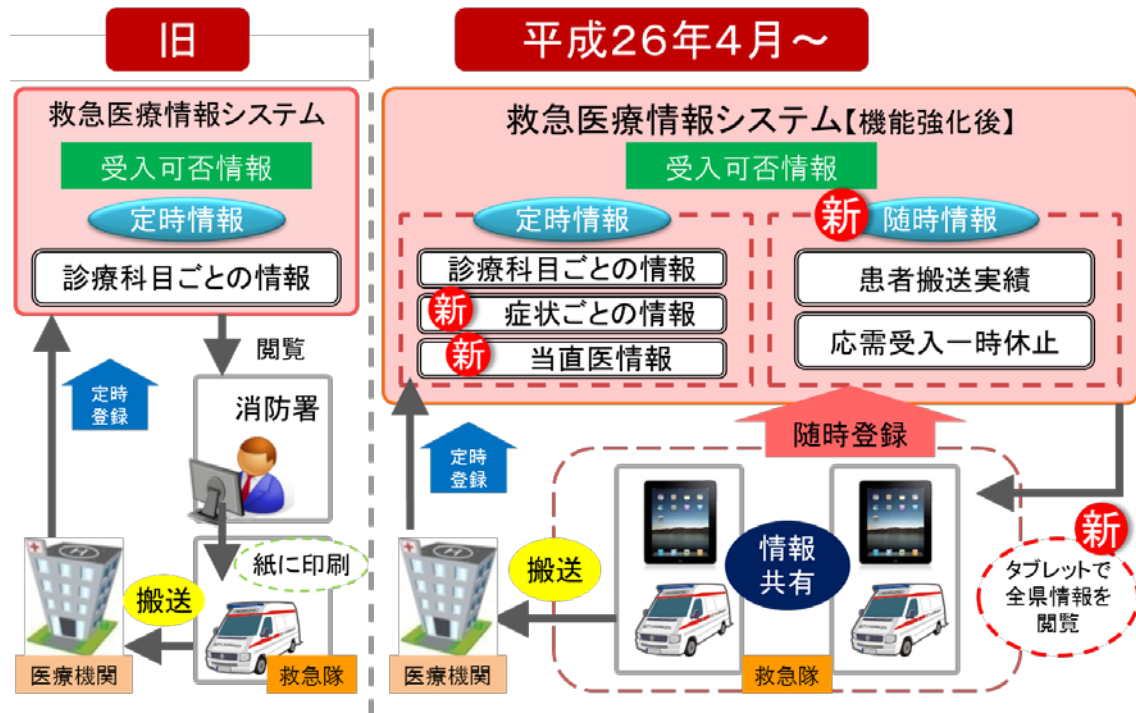 旧
救急医療情報システム
受入可否情報
定時情報
診療科目ごとの情報
定時
登録
閲覧
消防署
紙に印刷
搬送
医療機関
救急隊
平成26年4月～
救急医療情報システム【機能強化後】
受入可否情報
定時情報
診療科目ごとの情報
新 症状ごとの情報
新 当直医情報
新 随時情報
患者搬送実績
応需受入一時休止
定時
登録
随時登録
搬送
情報
共有
新
タブレットで
全県情報を
閲覧
医療機関
救急隊